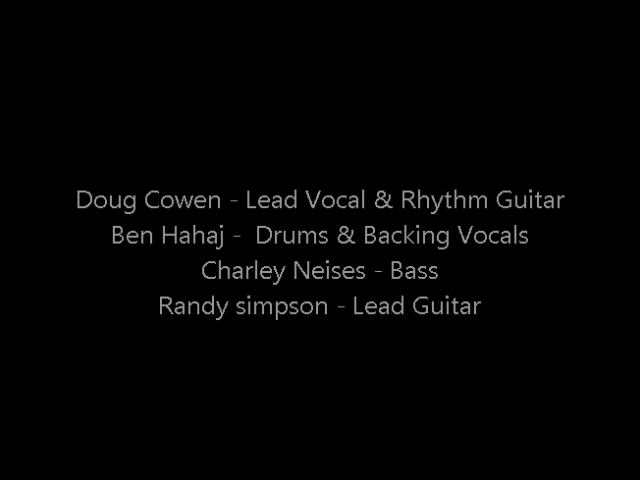 Doug Cowen - Lead Vocal & Rhythm Guitar
Ben Hahaj -  Drums & Backing Vocals
Charley Neises - Bass
Randy simpson - Lead Guitar